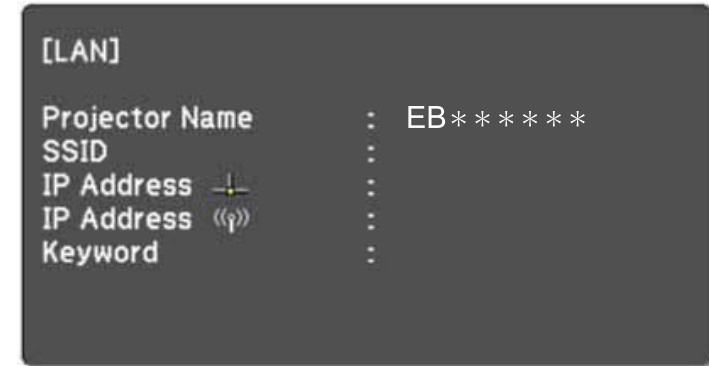 [LAN]
Projector Name : EB＊＊＊＊＊＊
SSID :
IP Address :
IP Address :
Keyword :